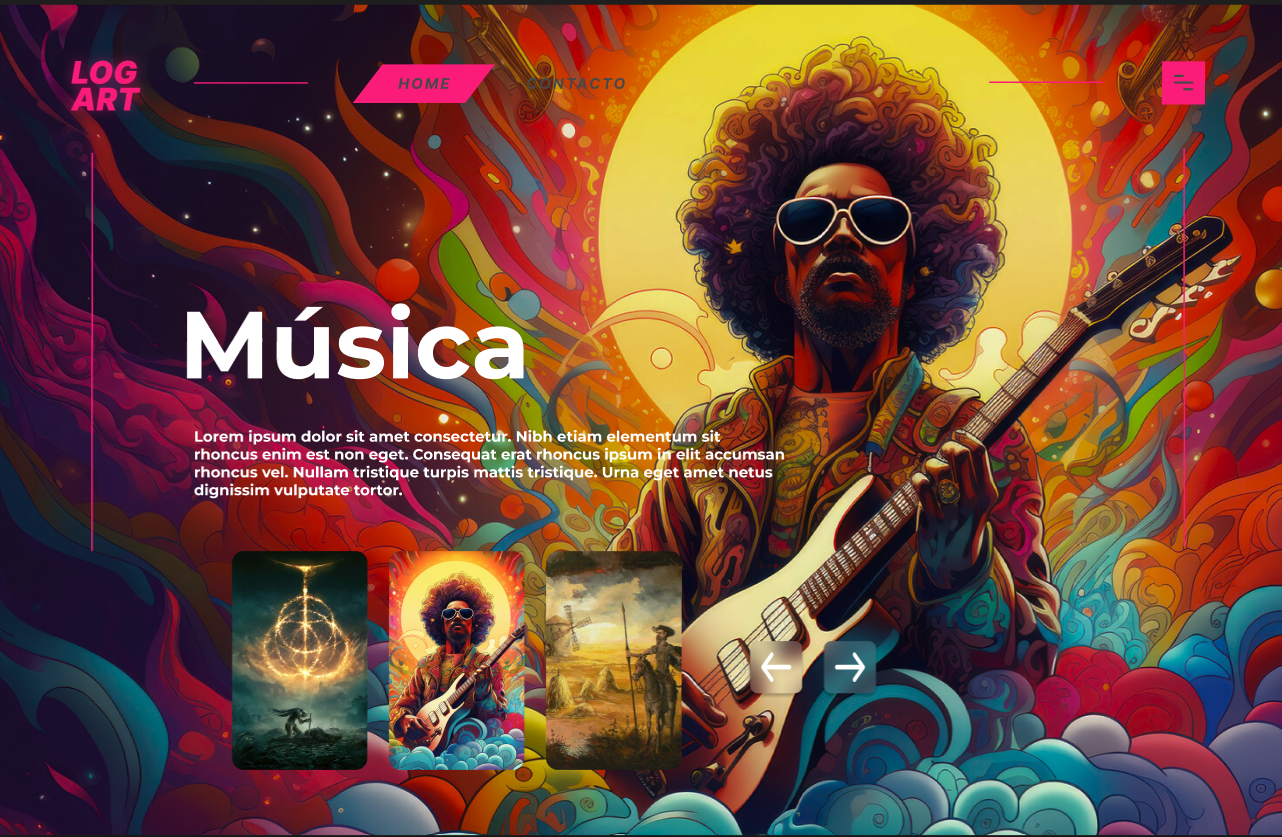 LOG
ART
HOME
CONTACTO
Música
Lorem ipsum dolor sit amet consectetur. Nibh etiam elementum sit
rhoncus enim est non eget. Consequat erat rhoncus ipsum in elit accumsan
rhoncus vel. Nullam tristique turpis mattis tristique. Urna eget amet netus
dignissim vulputate tortor.